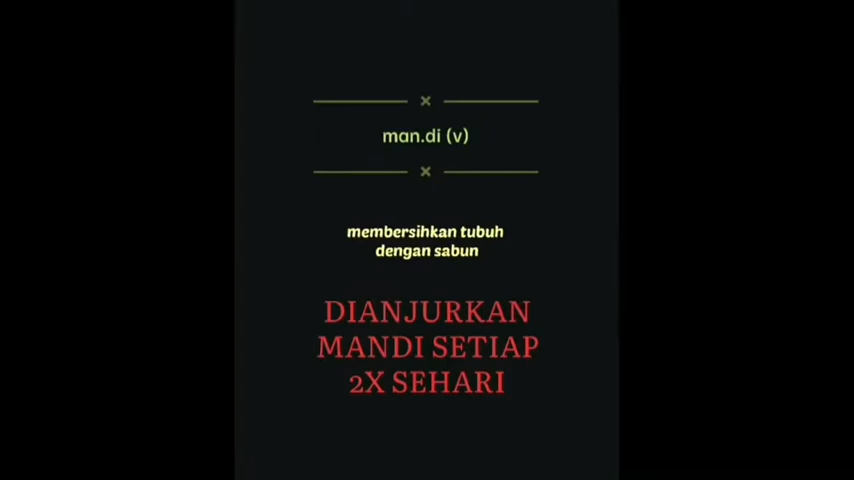 man.di (v)
membersihkan tubuh
dengan sabun
DIANJURKAN
MANDI SETIAP
2X SEHARI